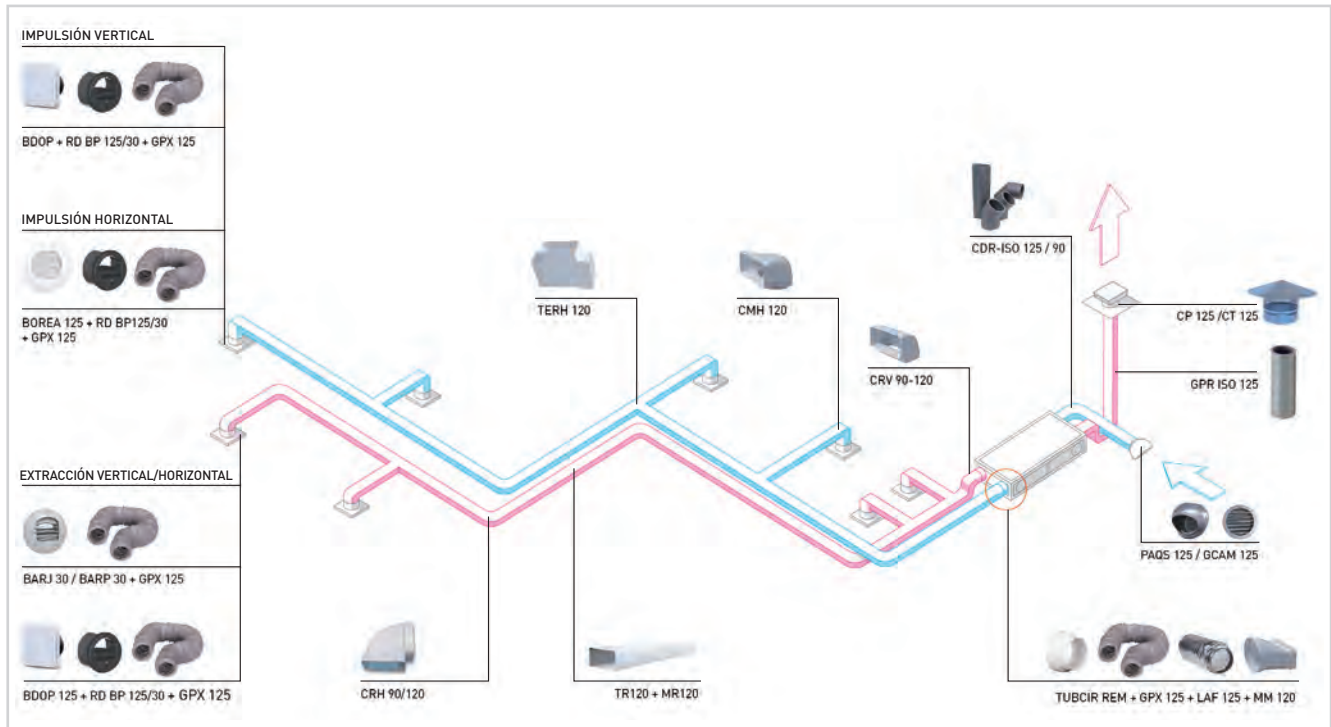 IMPULSIÓN VERTICAL
BDOP + RD BP 125/30 + GPX 125
IMPULSIÓN HORIZONTAL
BOREA 125 + RD BP125/30
+ GPX 125
EXTRACCIÓN VERTICAL/HORIZONTAL
BARJ 30 / BARP 30 + GPX 125
BDOP 125 + RD BP 125/30 + GPX 125
TERH 120
CMH 120
CRV 90-120
CDR-ISO 125 / 90
CP 125 /CT 125
GPR ISO 125
PAQS 125 / GCAM 125
CRH 90/120
TR120 + MR120
TUBCIR REM + GPX 125 + LAF 125 + MM 120